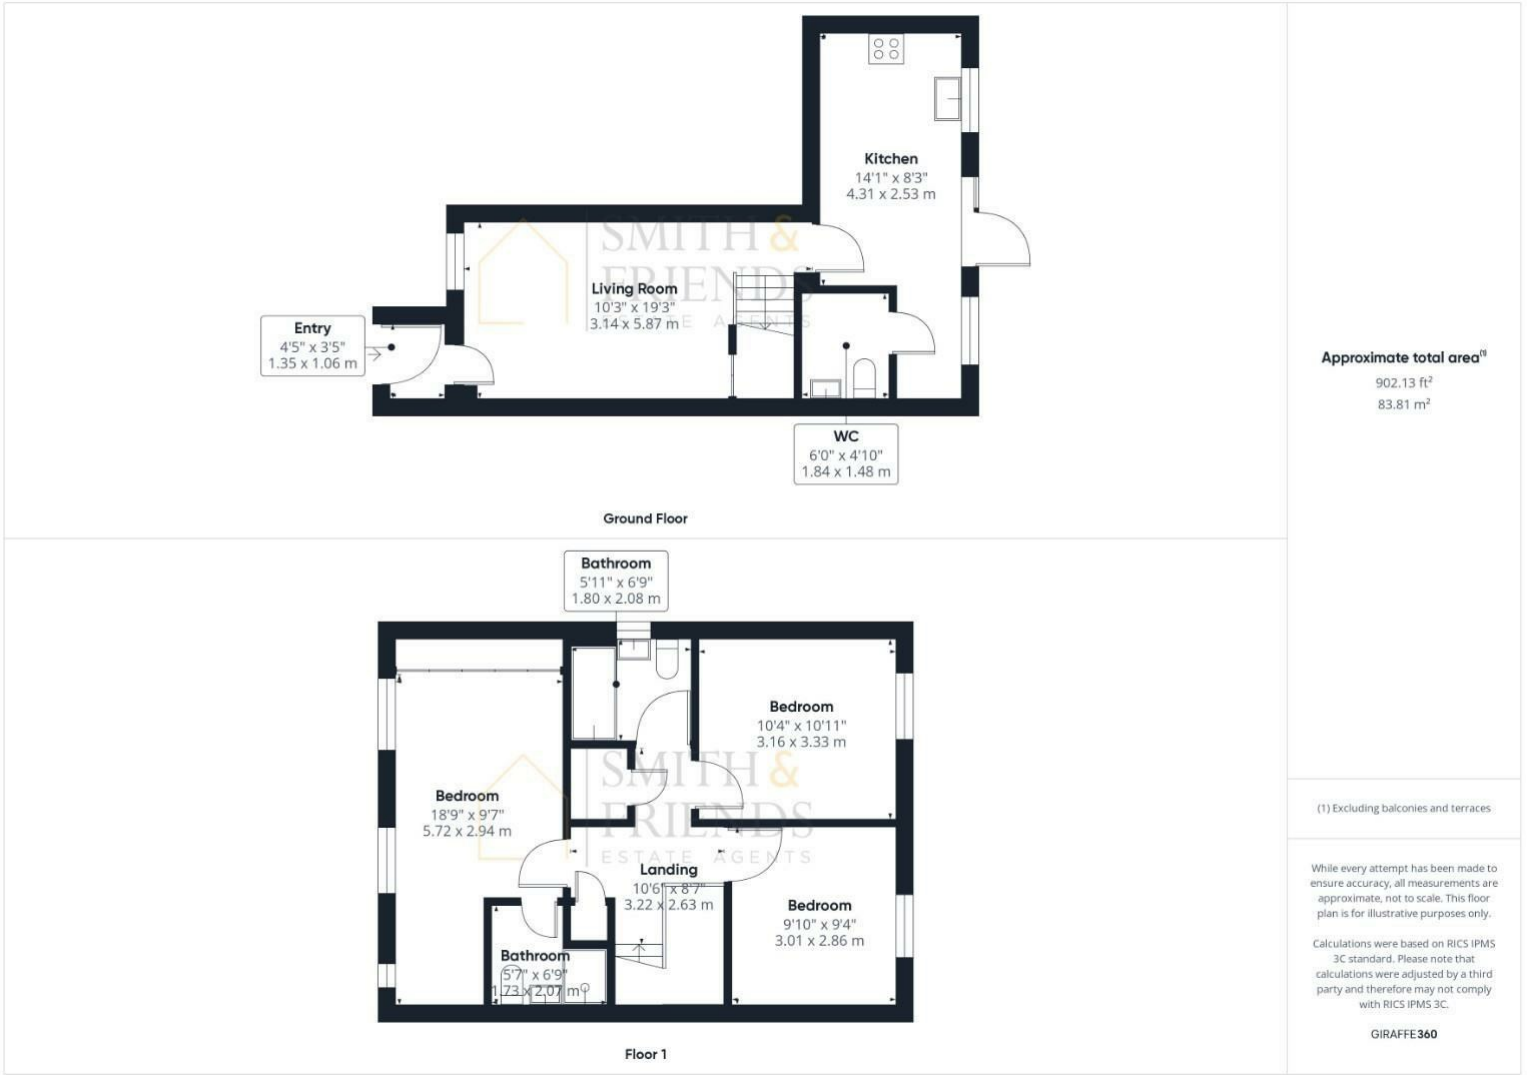 Kitchen
14'1" x 8'3"
4.31 x 2.53 m
SMITH &
FRIENDS
ESTATE AGENTS
Living Room
10'3" x 19'3"
3.14 x 5.87 m
Entry
4'5" x 3'5"
1.35 x 1.06 m
WC
6'0" x 4'10"
1.84 x 1.48 m
Ground Floor
Bathroom
5'11" x 6'9"
1.80 x 2.08 m
Bedroom
10'4" x 10'11"
3.16 x 3.33 m
SMITH &
FRIENDS
ESTATE AGENTS
Bedroom
18'9" x 9'7"
5.72 x 2.94 m
Landing
10'6" x 8'7"
3.22 x 2.63 m
Bedroom
9'10" x 9'4"
3.01 x 2.86 m
Bathroom
5'7" x 6'9"
1.73 x 2.07 m
Floor 1
Approximate total area⁽¹⁾
902.13 ft²
83.81 m²
(1) Excluding balconies and terraces
While every attempt has been made to
ensure accuracy, all measurements are
approximate, not to scale. This floor
plan is for illustrative purposes only.
Calculations were based on RICS IPMS
3C standard. Please note that
calculations were adjusted by a third
party and therefore may not comply
with RICS IPMS 3C.
GIRAFFE360